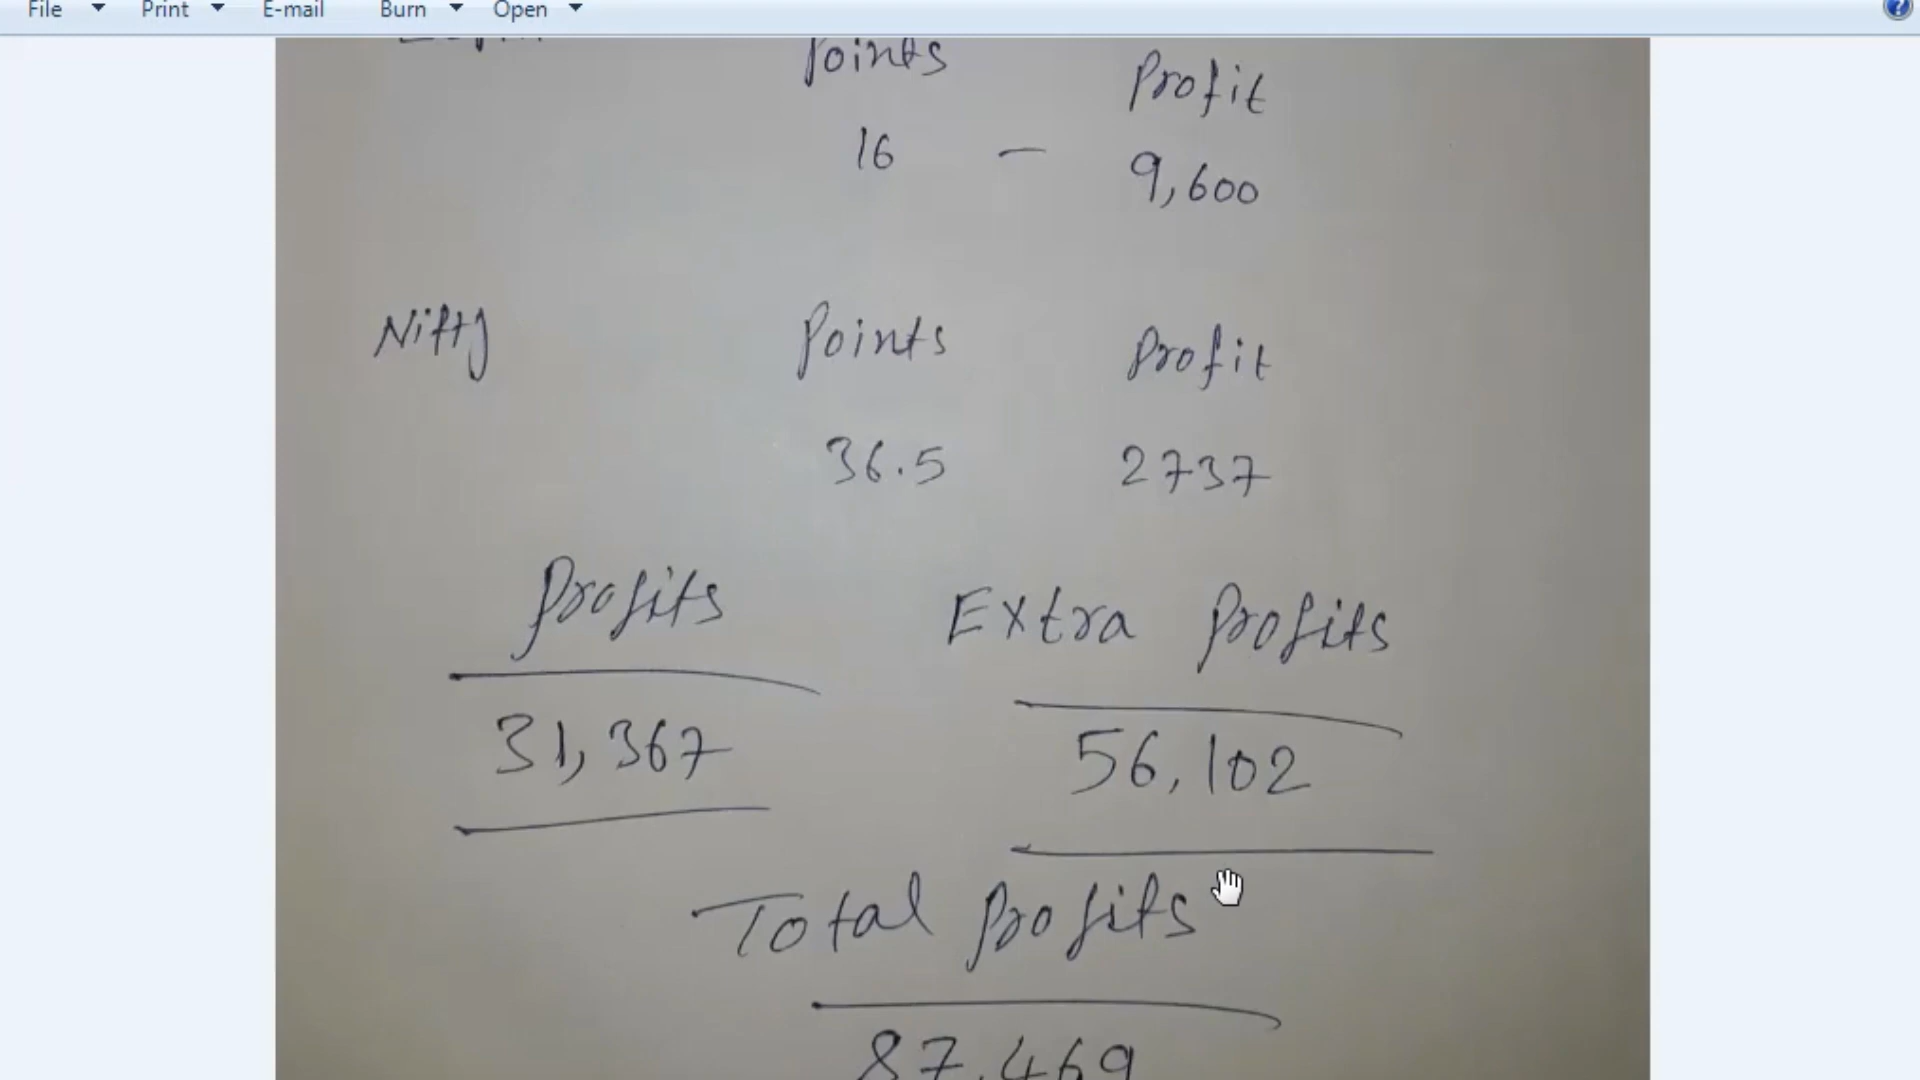 File Print E-mail Burn Open
Points Profit
16 — 9,600
Nifty Points Profit
36.5 2737
Profits Extra Profits
31,367 56,102
Total Profits
87,469